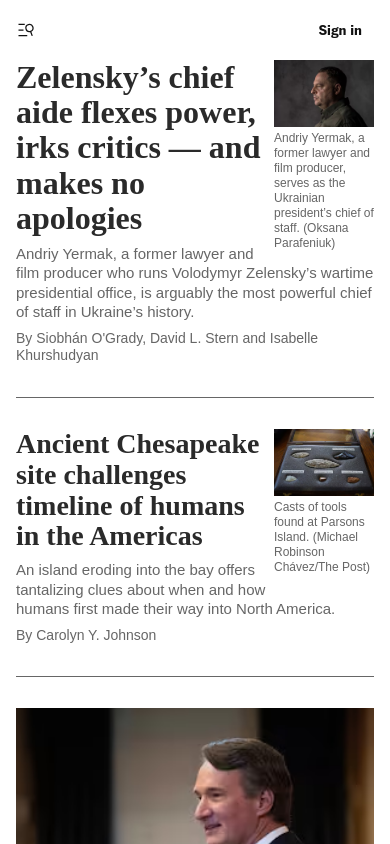 Sign in
Zelensky’s chief
aide flexes power,
irks critics — and
makes no
apologies
Andriy Yermak, a
former lawyer and
film producer,
serves as the
Ukrainian
president’s chief of
staff. (Oksana
Parafeniuk)
Andriy Yermak, a former lawyer and
film producer who runs Volodymyr Zelensky’s wartime
presidential office, is arguably the most powerful chief
of staff in Ukraine’s history.
By Siobhán O'Grady, David L. Stern and Isabelle
Khurshudyan
Ancient Chesapeake
site challenges
timeline of humans
in the Americas
Casts of tools
found at Parsons
Island. (Michael
Robinson
Chávez/The Post)
An island eroding into the bay offers
tantalizing clues about when and how
humans first made their way into North America.
By Carolyn Y. Johnson